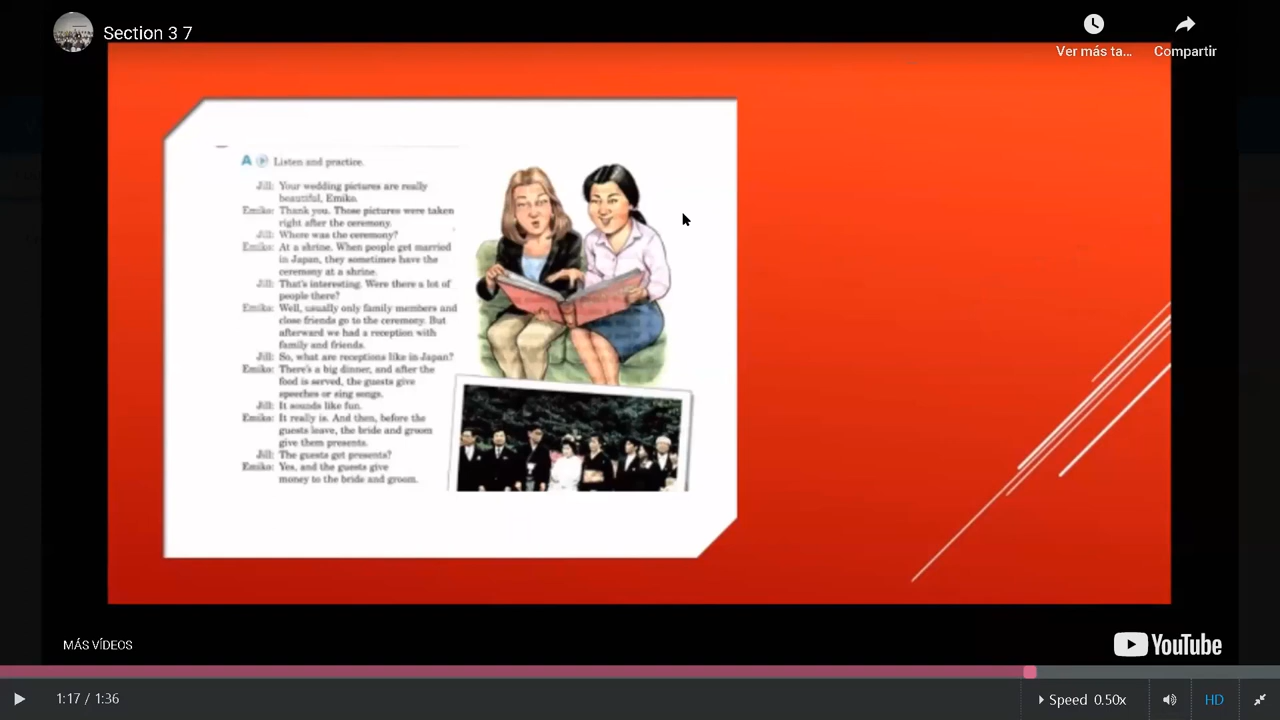 Section 3 7
Ver más ta...
Compartir
A Listen and practice.
Jill: Your wedding pictures are really
beautiful, Emiko.
Emiko: Thank you. Those pictures were taken
right after the ceremony.
Jill: Where was the ceremony?
Emiko: At a shrine. When people get married
in Japan, they sometimes have the
ceremony at a shrine.
Jill: That's interesting. Were there a lot of
people there?
Emiko: Well, usually only family members and
close friends go to the ceremony. But
afterward we had a reception with
family and friends.
Jill: So, what are receptions like in Japan?
Emiko: There's a big dinner, and after the
food is served, the guests give
speeches or sing songs.
Jill: It sounds like fun.
Emiko: It really is. And then, before the
guests leave, the bride and groom
give them presents.
Jill: The guests get presents?
Emiko: Yes, and the guests give
money to the bride and groom.
MÁS VÍDEOS
YouTube
1:17 / 1:36
Speed 0.50x
HD